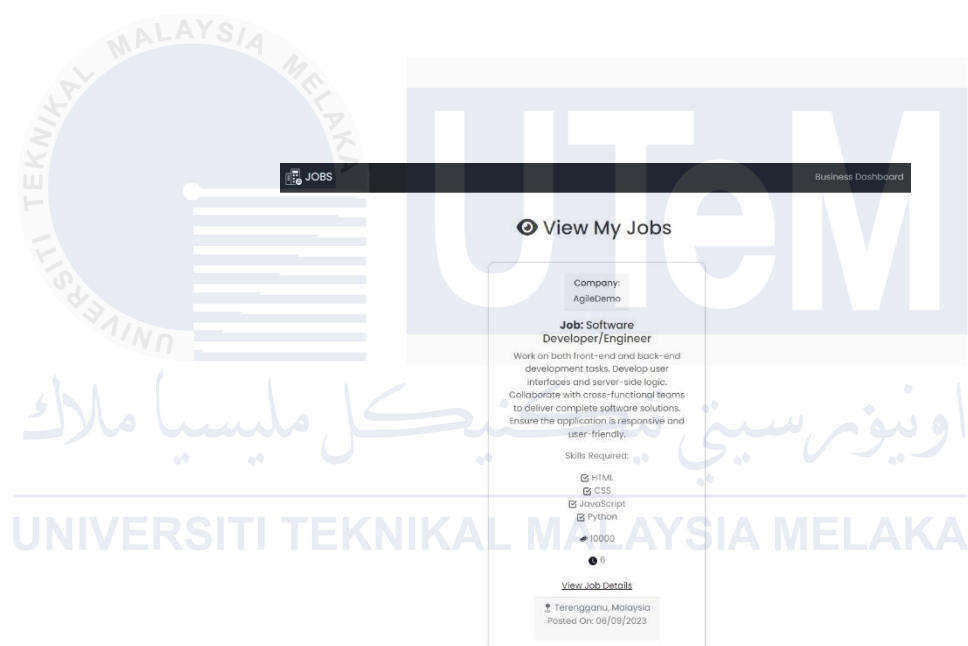 UNIVERSITI TEKNIKAL MALAYSIA MELAKA
UTeM
JOBS
Business Dashboard
View My Jobs
Company:
AgileDemo
Job: Software
Developer/Engineer
Work on both front-end and back-end
development tasks. Develop user
interfaces and server-side logic.
Collaborate with cross-functional teams
to deliver complete software solutions.
Ensure the application is responsive and
user-friendly.
Skills Required:
HTML
CSS
JavaScript
Python
10000
6
View Job Details
Terengganu, Malaysia
Posted On: 06/09/2023
اونيۏرسيتي تيكنيكل مليسيا ملاك
UNIVERSITI TEKNIKAL MALAYSIA MELAKA